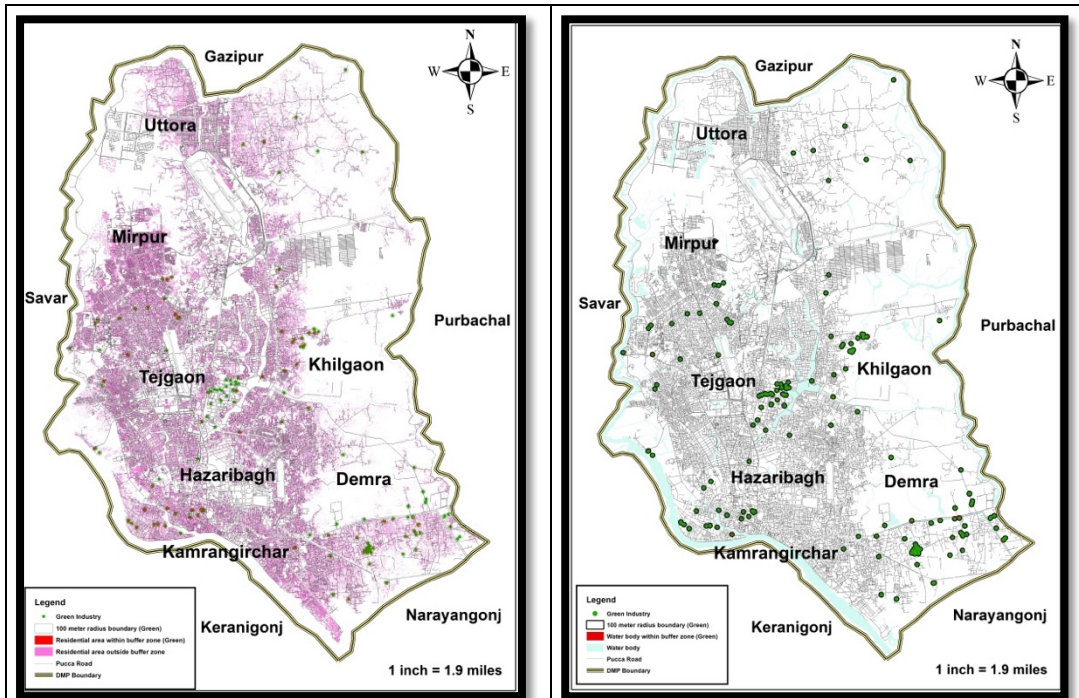 Gazipur
N
W E
S
Uttora
Mirpur
Savar
Purbachal
Khilgaon
Tejgaon
Hazaribagh
Demra
Kamrangirchar
Keranigonj
Narayangonj
Legend
Green Industry
100 meter radius boundary (Green)
Residential area within buffer zone (Green)
Residential area outside buffer zone
Pucca Road
DMP Boundary
1 inch = 1.9 miles
Gazipur
N
W E
S
Uttora
Mirpur
Savar
Purbachal
Khilgaon
Tejgaon
Hazaribagh
Demra
Kamrangirchar
Keranigonj
Narayangonj
Legend
Green Industry
100 meter radius boundary (Green)
Water body within buffer zone (Green)
Water body
Pucca Road
DMP Boundary
1 inch = 1.9 miles